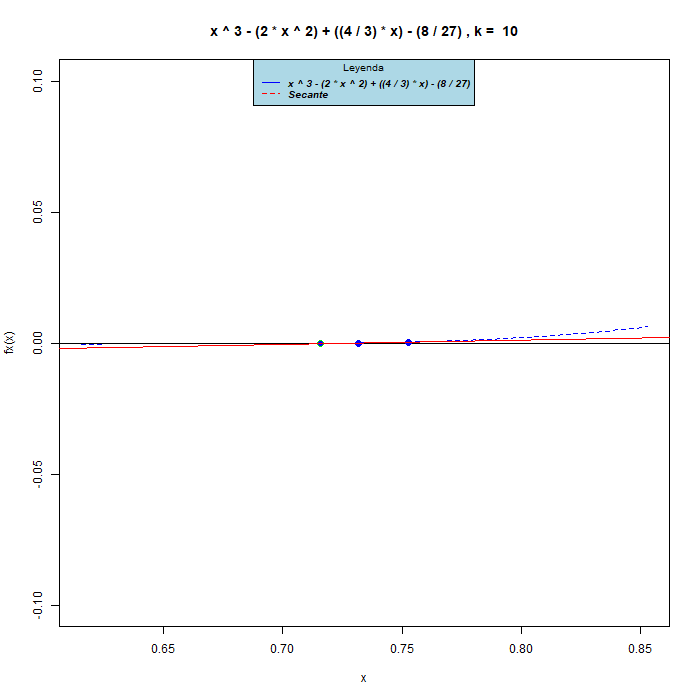 x ^ 3 - (2 * x ^ 2) + ((4 / 3) * x) - (8 / 27) , k =  10
Leyenda
x ^ 3 - (2 * x ^ 2) + ((4 / 3) * x) - (8 / 27)
Secante
0.10
0.05
0.00
-0.05
-0.10
fx(x)
0.65
0.70
0.75
0.80
0.85
x